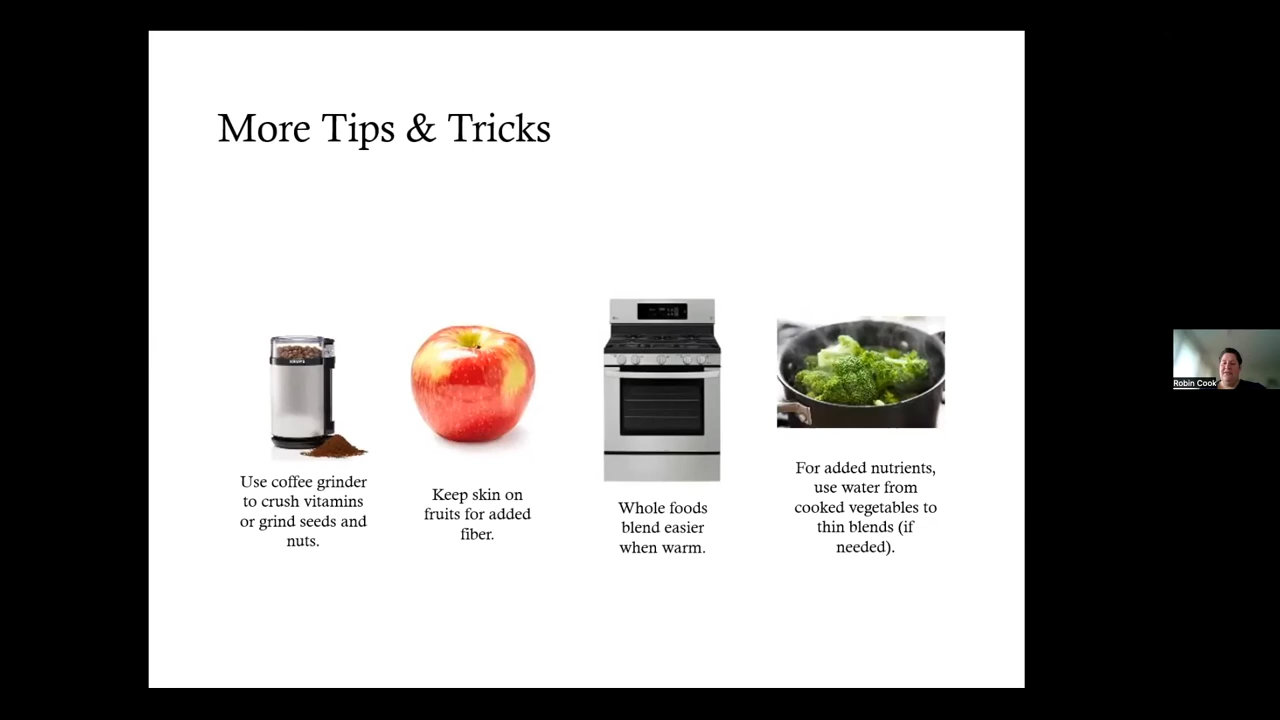 More Tips & Tricks
Use coffee grinder
to crush vitamins
or grind seeds and
nuts.
Keep skin on
fruits for added
fiber.
Whole foods
blend easier
when warm.
For added nutrients,
use water from
cooked vegetables to
thin blends (if
needed).
Robin Cook